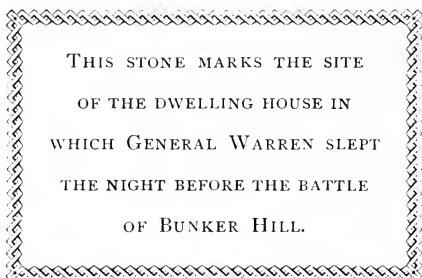 THIS STONE MARKS THE SITE
OF THE DWELLING HOUSE IN
WHICH GENERAL WARREN SLEPT
THE NIGHT BEFORE THE BATTLE
OF BUNKER HILL.